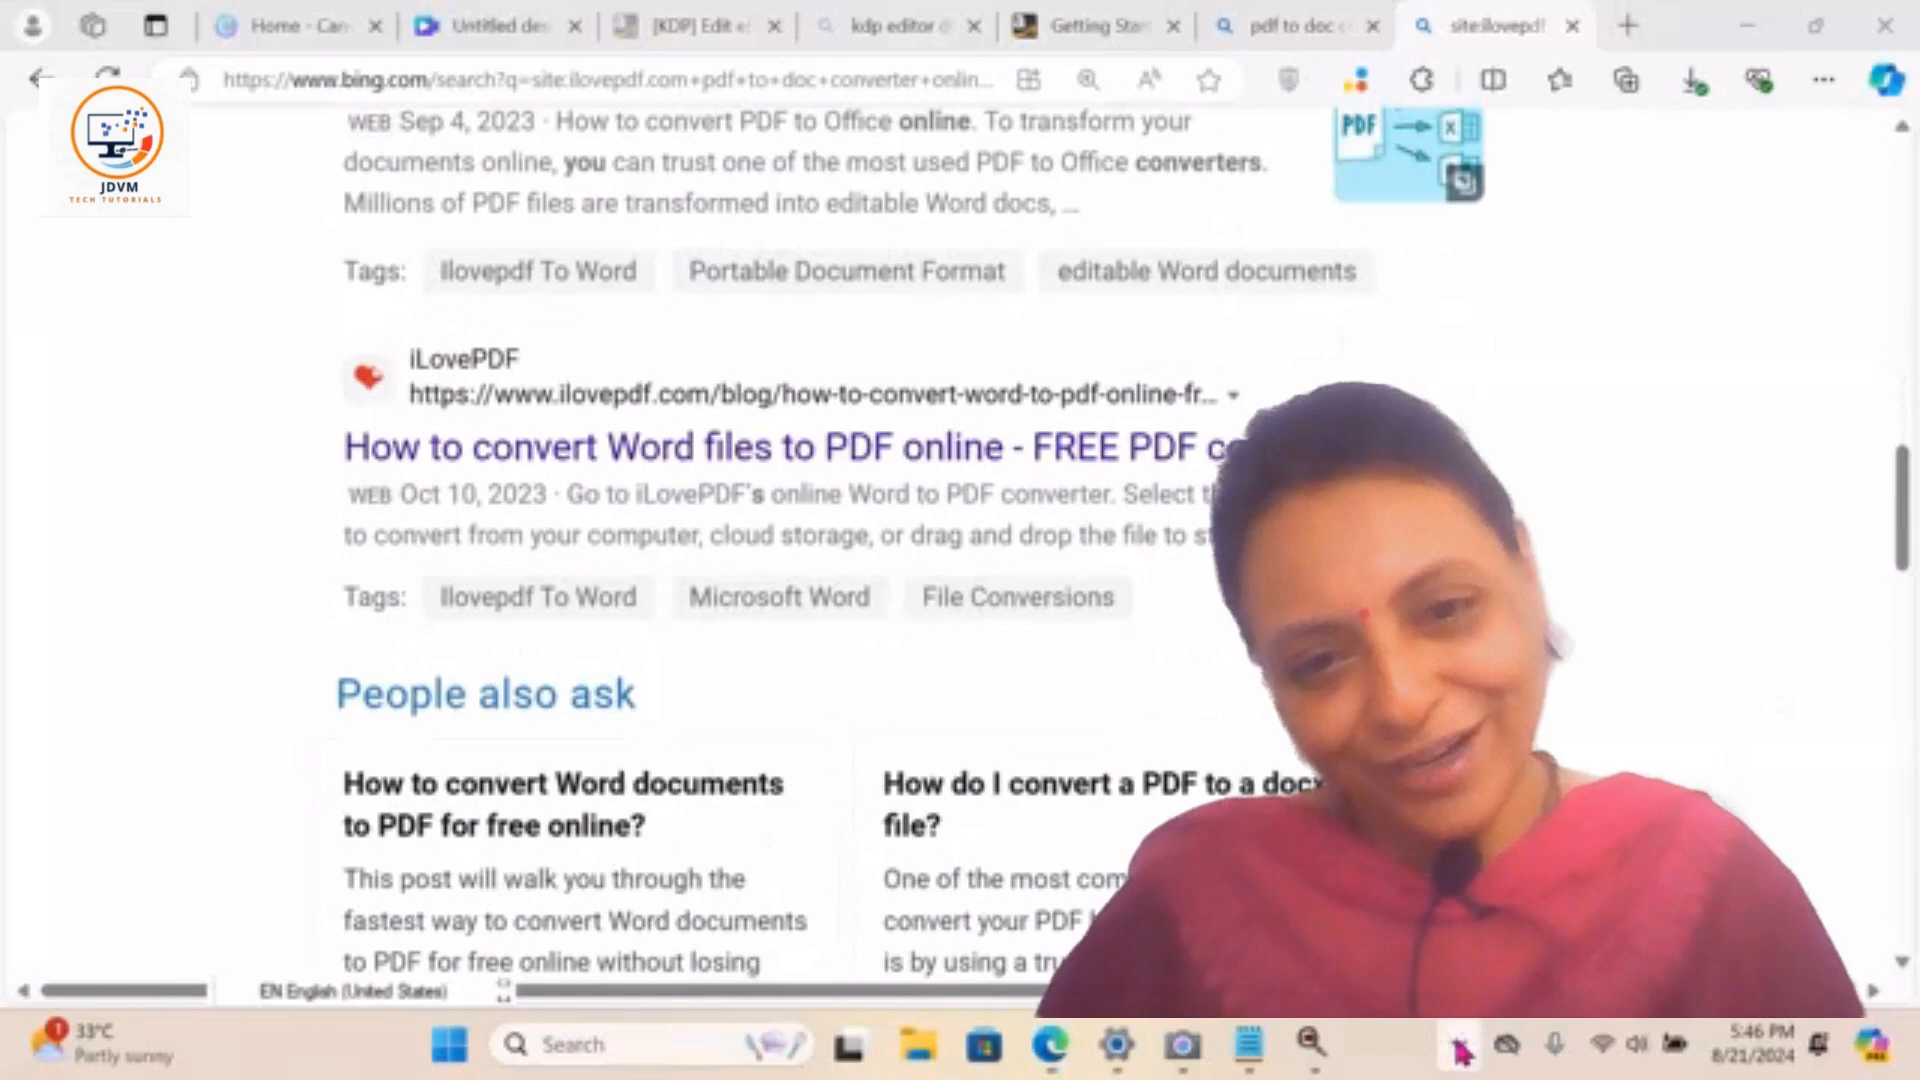 Home - Can
Untitled des
[KDP] Edit e
kdp editor d
Getting Star
pdf to doc c
site:ilovepdf
https://www.bing.com/search?q=site:ilovepdf.com+pdf+to+doc+converter+onlin...
JDVM
TECH TUTORIALS
WEB Sep 4, 2023 · How to convert PDF to Office online. To transform your
documents online, you can trust one of the most used PDF to Office converters.
Millions of PDF files are transformed into editable Word docs, ...
PDF
X
Tags: Ilovepdf To Word Portable Document Format editable Word documents
iLovePDF
https://www.ilovepdf.com/blog/how-to-convert-word-to-pdf-online-fr...
How to convert Word files to PDF online - FREE PDF c
WEB Oct 10, 2023 · Go to iLovePDF's online Word to PDF converter. Select t
to convert from your computer, cloud storage, or drag and drop the file to st
Tags: Ilovepdf To Word Microsoft Word File Conversions
People also ask
How to convert Word documents
to PDF for free online?
This post will walk you through the
fastest way to convert Word documents
to PDF for free online without losing
How do I convert a PDF to a docx
file?
One of the most com
convert your PDF
is by using a tru
EN English (United States)
1
33°C
Partly sunny
Search
5:46 PM
8/21/2024